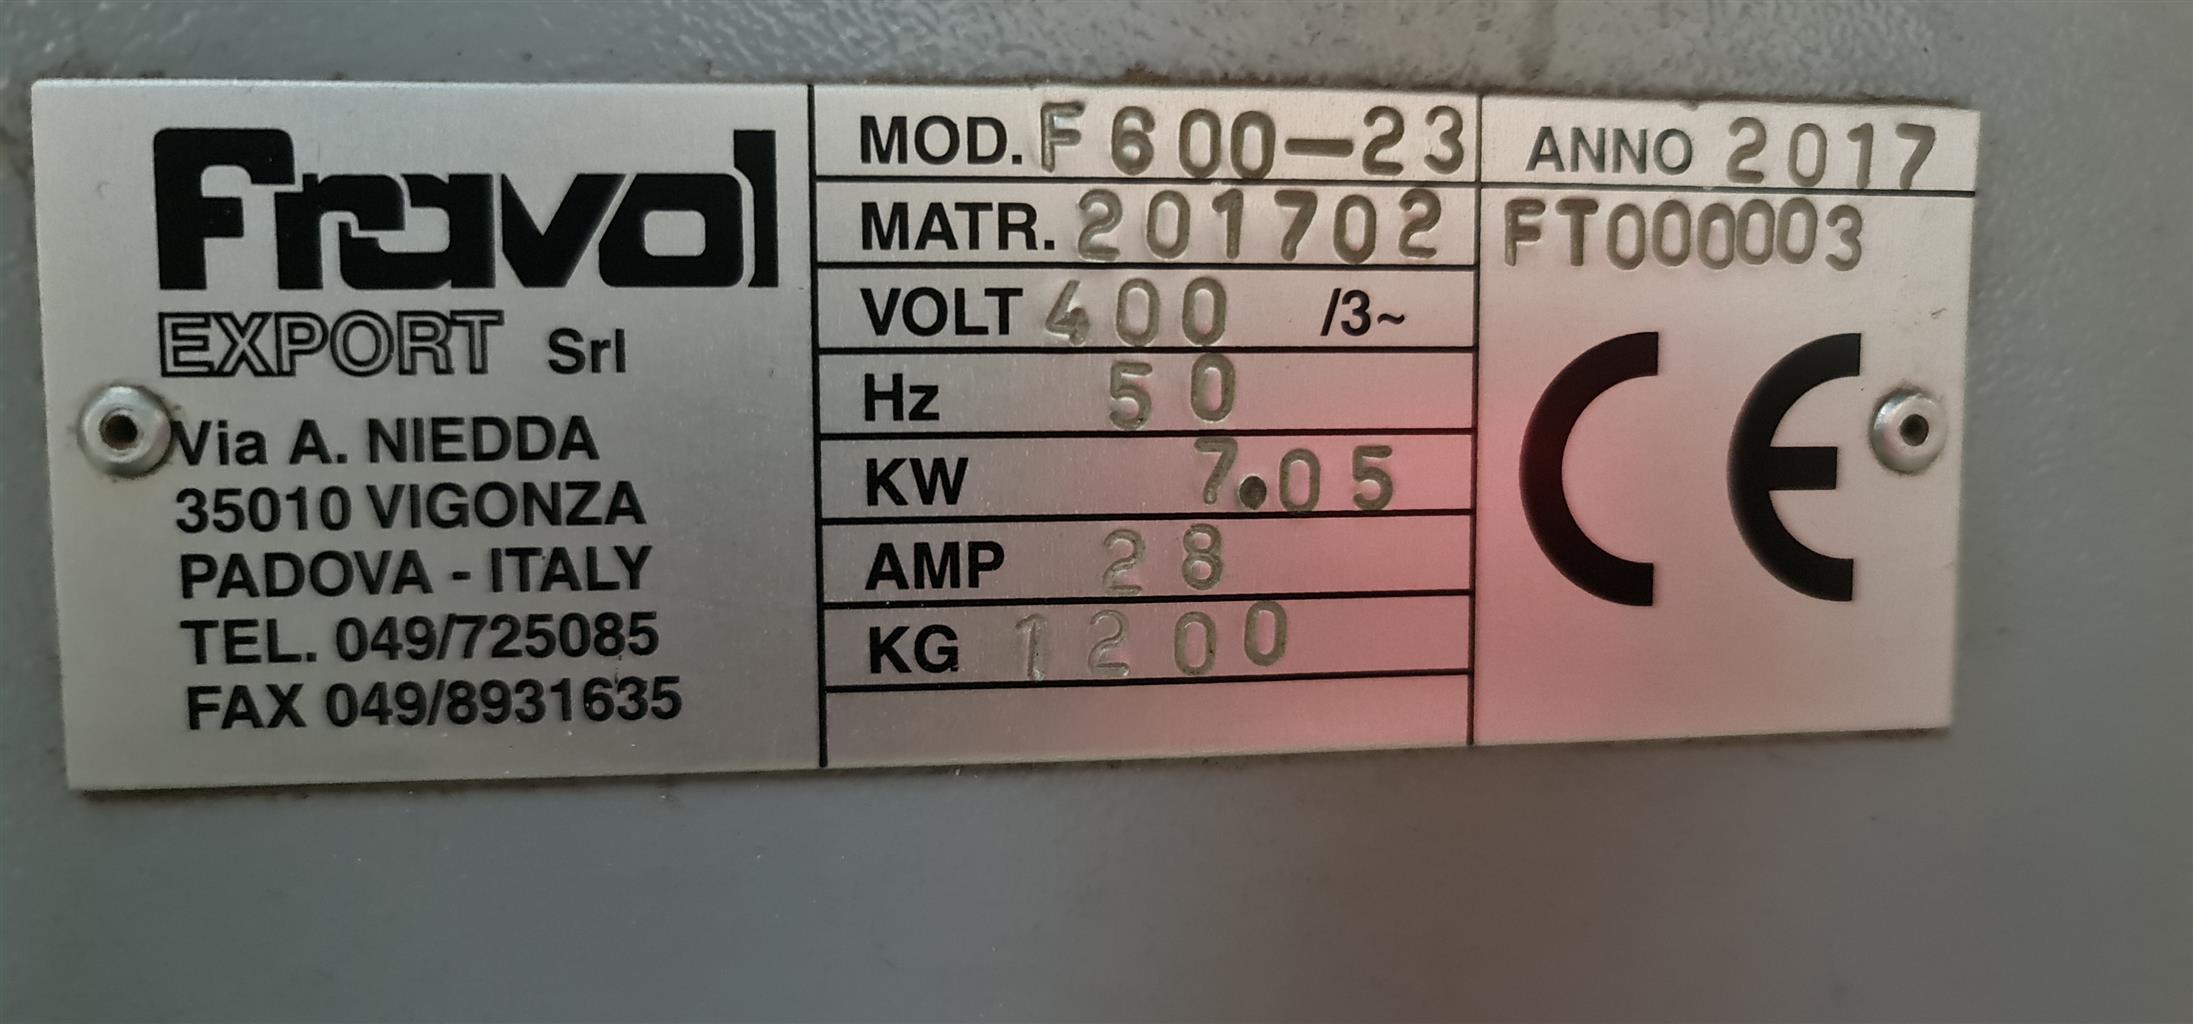 Fravol
EXPORT Srl
Via A. NIEDDA
35010 VIGONZA
PADOVA - ITALY
TEL. 049/725085
FAX 049/8931635
MOD. F600-23
MATR. 201702
VOLT 400 /3~
Hz 50
KW 7.05
AMP 28
KG 1200
ANNO 2017
FT000003
CE